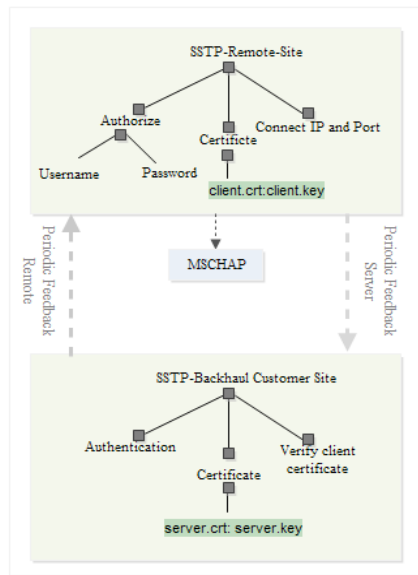 SSTP-Remote-Site
Authorize
Certificte
Connect IP and Port
Username
Password
client.crt:client.key
Periodic Feedback
Remote
MSCHAP
Periodic Feedback
Server
SSTP-Backhaul Customer Site
Authentication
Certificate
Verify client
certificate
server.crt: server.key